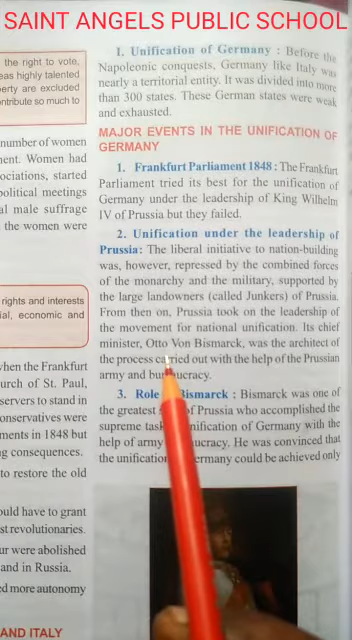 SAINT ANGELS PUBLIC SCHOOL
the right to vote,
eas highly talented
erty are excluded
ontribute so much to
number of women
ment. Women had
ociations, started
political meetings
al male suffrage
the women were
rights and interests
ial, economic and
when the Frankfurt
urch of St. Paul,
servers to stand in
onservatives were
ments in 1848 but
ng consequences.
to restore the old
ould have to grant
st revolutionaries.
ur were abolished
and in Russia.
ed more autonomy
AND ITALY
1. Unification of Germany : Before the
Napoleonic conquests, Germany like Italy was
nearly a territorial entity. It was divided into more
than 300 states. These German states were weak
and exhausted.
MAJOR EVENTS IN THE UNIFICATION OF
GERMANY
1. Frankfurt Parliament 1848 : The Frankfurt
Parliament tried its best for the unification of
Germany under the leadership of King Wilhelm
IV of Prussia but they failed.
2. Unification under the leadership of
Prussia: The liberal initiative to nation-building
was, however, repressed by the combined forces
of the monarchy and the military, supported by
the large landowners (called Junkers) of Prussia.
From then on, Prussia took on the leadership of
the movement for national unification. Its chief
minister, Otto Von Bismarck, was the architect of
the process carried out with the help of the Prussian
army and bureaucracy.
3. Role Bismarck : Bismarck was one of
the greatest of Prussia who accomplished the
supreme task nification of Germany with the
help of army ucracy. He was convinced that
the unification ermany could be achieved only